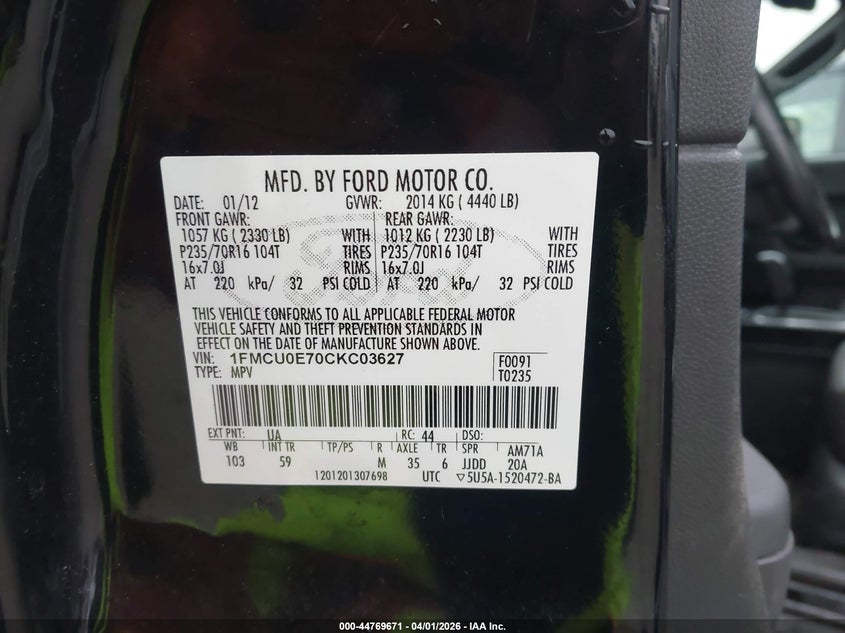 MFD. BY FORD MOTOR CO.
DATE: 01/12 GVWR: 2014 KG ( 4440 LB)
FRONT GAWR: REAR GAWR:
1057 KG ( 2330 LB) WITH 1012 KG ( 2230 LB) WITH
P235/70R16 104T TIRES P235/70R16 104T TIRES
16x7.0J RIMS 16x7.0J RIMS
AT 220 kPa/ 32 PSI COLD AT 220 kPa/ 32 PSI COLD
Ford
THIS VEHICLE CONFORMS TO ALL APPLICABLE FEDERAL MOTOR
VEHICLE SAFETY AND THEFT PREVENTION STANDARDS IN
EFFECT ON THE DATE OF MANUFACTURE SHOWN ABOVE.
VIN: 1FMCU0E70CKC03627 F0091
TYPE: MPV T0235
EXT PNT: UA RC: 44 DSO:
WB INT TR TP/PS R AXLE TR SPR AM71A
103 59 M 35 6 JJDD 20A
1201201307698 UTC ▽5U5A-1520472-BA
000-44769671 - 04/01/2026 - IAA Inc.